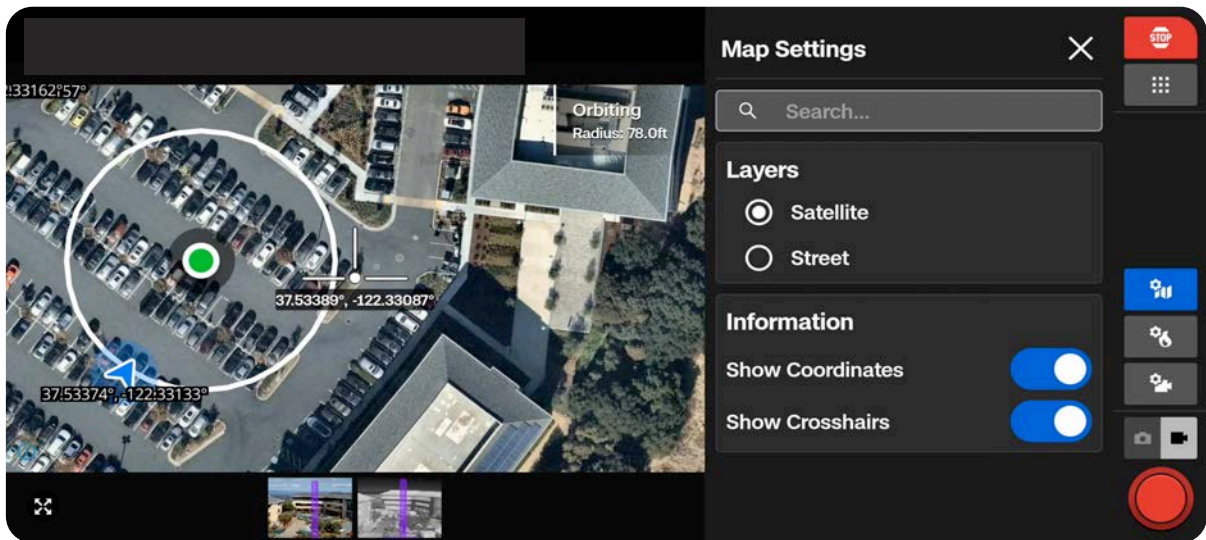 Map Settings
STOP
Search...
Orbiting
Radius: 78.0ft
Layers
Satellite
Street
37.53389°, -122.33087°
Information
Show Coordinates
37.53374°, -122.33133°
Show Crosshairs